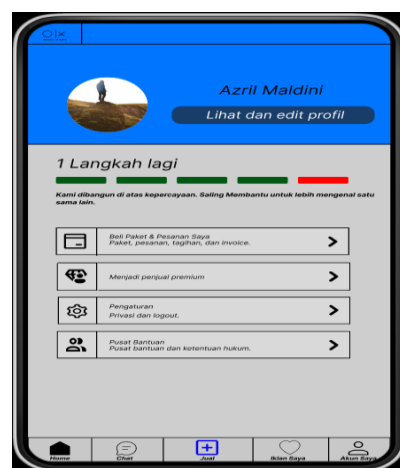 Azril Maldini
Lihat dan edit profil
1 Langkah lagi
Kami dibangun di atas kepercayaan. Saling Membantu untuk lebih mengenal satu
sama lain.
Beli Paket & Pesanan Saya
Paket, pesanan, tagihan, dan invoice.
Menjadi penjual premium
Pengaturan
Privasi dan logout.
Pusat Bantuan
Pusat bantuan dan ketentuan hukum.
Home
Chat
Jual
Iklan Saya
Akun Saya